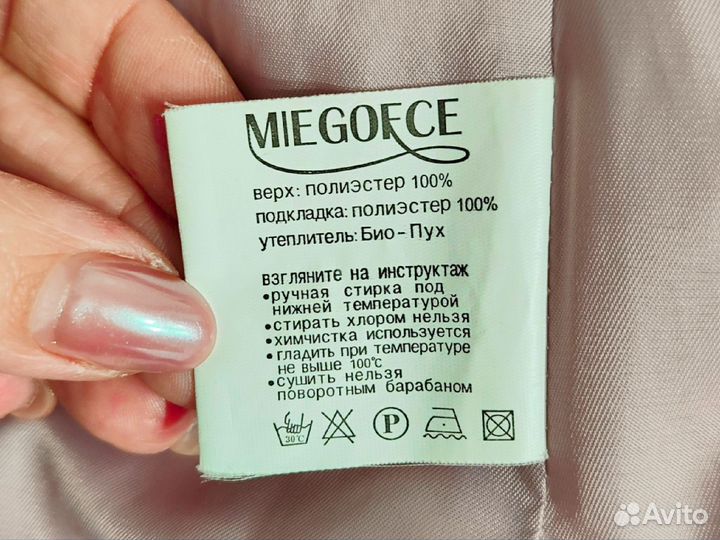 MIEGOFCE
верх: полиэстер 100%
подкладка: полиэстер 100%
утеплитель: Био-Пух
взгляните на инструктаж
•ручная стирка под
нижней температурой
•стирать хлором нельзя
•химчистка используется
•гладить при температуре
не выше 100°c
•сушить нельзя
поворотным барабаном
30°C
P
Avito